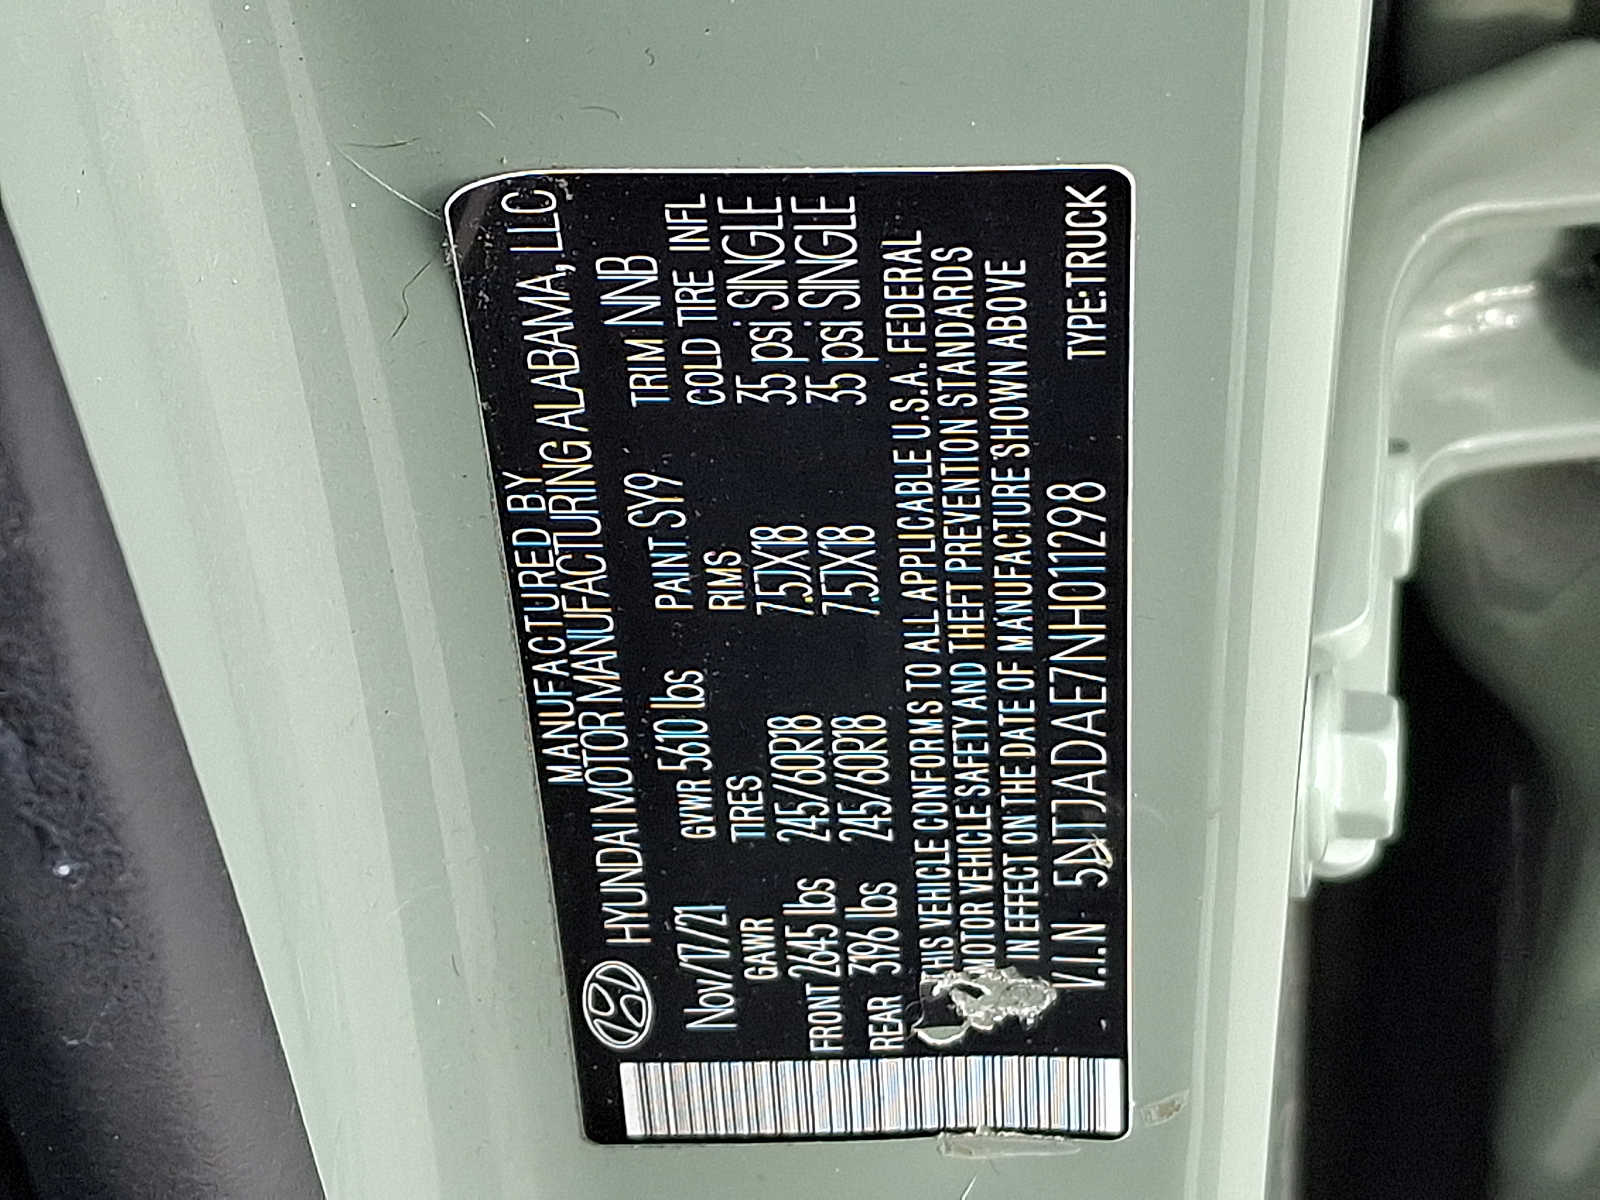 MANUFACTURED BY
HYUNDAI MOTOR MANUFACTURING ALABAMA, LLC
Nov/17/21 GVWR 5610 lbs PAINT SY9 TRIM NNB
GAWR TIRES RIMS COLD TIRE INFL
FRONT 2645 lbs 245/60R18 7.5JX18 35 psi SINGLE
REAR 3196 lbs 245/60R18 7.5JX18 35 psi SINGLE
THIS VEHICLE CONFORMS TO ALL APPLICABLE U.S.A. FEDERAL
MOTOR VEHICLE SAFETY AND THEFT PREVENTION STANDARDS
IN EFFECT ON THE DATE OF MANUFACTURE SHOWN ABOVE
V.I.N 5NTJADAE7NH011298 TYPE:TRUCK